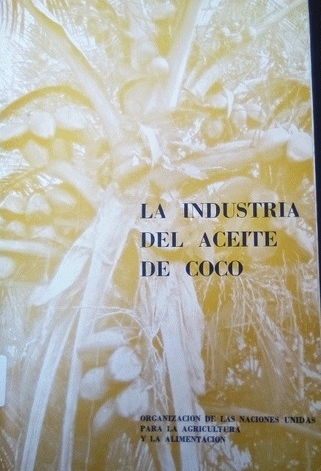 LA INDUSTRIA
DEL ACEITE
DE COCO
ORGANIZACION DE LAS NACIONES UNIDAS
PARA LA AGRICULTURA
Y LA ALIMENTACION